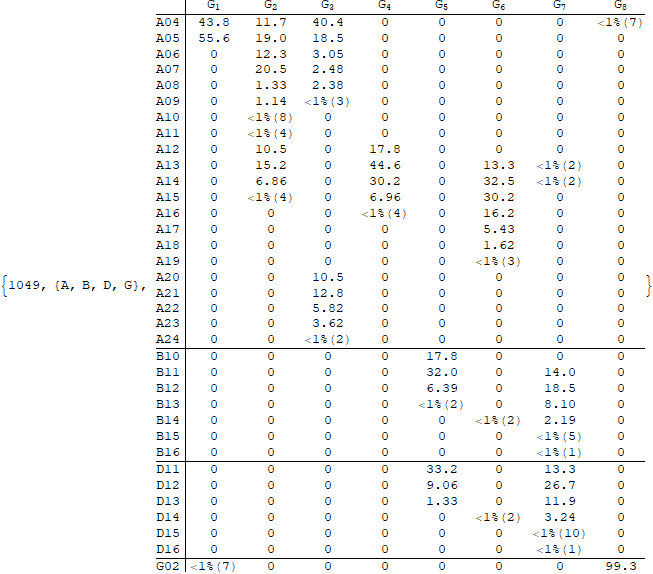 G1 G2 G3 G4 G5 G6 G7 G8
A04 43.8 11.7 40.4 0 0 0 0 <1%(7)
A05 55.6 19.0 18.5 0 0 0 0 0
A06 0 12.3 3.05 0 0 0 0 0
A07 0 20.5 2.48 0 0 0 0 0
A08 0 1.33 2.38 0 0 0 0 0
A09 0 1.14 <1%(3) 0 0 0 0 0
A10 0 <1%(8) 0 0 0 0 0 0
A11 0 <1%(4) 0 0 0 0 0 0
A12 0 10.5 0 17.8 0 0 0 0
A13 0 15.2 0 44.6 0 13.3 <1%(2) 0
A14 0 6.86 0 30.2 0 32.5 <1%(2) 0
A15 0 <1%(4) 0 6.96 0 30.2 0 0
A16 0 0 0 <1%(4) 0 16.2 0 0
A17 0 0 0 0 0 5.43 0 0
A18 0 0 0 0 0 1.62 0 0
A19 0 0 0 0 0 <1%(3) 0 0
A20 0 0 10.5 0 0 0 0 0
{1049, {A, B, D, G}, A21 0 0 12.8 0 0 0 0 0 }
A22 0 0 5.82 0 0 0 0 0
A23 0 0 3.62 0 0 0 0 0
A24 0 0 <1%(2) 0 0 0 0 0
B10 0 0 0 0 17.8 0 0 0
B11 0 0 0 0 32.0 0 14.0 0
B12 0 0 0 0 6.39 0 18.5 0
B13 0 0 0 0 <1%(2) 0 8.10 0
B14 0 0 0 0 0 <1%(2) 2.19 0
B15 0 0 0 0 0 0 <1%(5) 0
B16 0 0 0 0 0 0 <1%(1) 0
D11 0 0 0 0 33.2 0 13.3 0
D12 0 0 0 0 9.06 0 26.7 0
D13 0 0 0 0 1.33 0 11.9 0
D14 0 0 0 0 0 <1%(2) 3.24 0
D15 0 0 0 0 0 0 <1%(10) 0
D16 0 0 0 0 0 0 <1%(1) 0
G02 <1%(7) 0 0 0 0 0 0 99.3